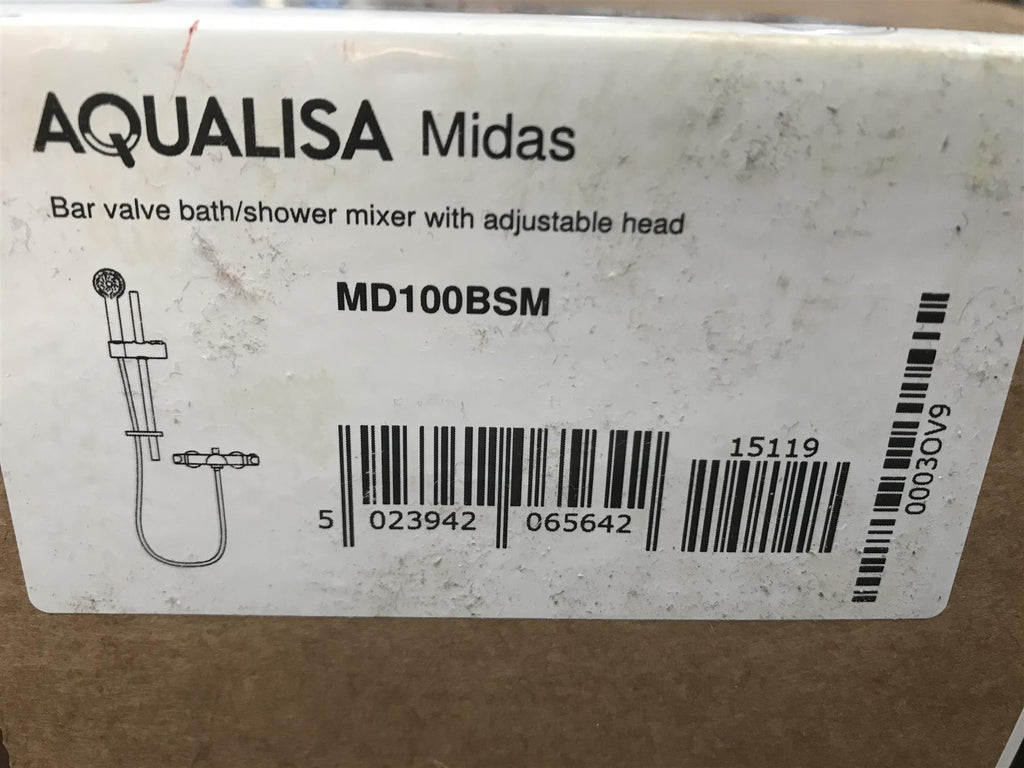 AQUALISA Midas
Bar valve bath/shower mixer with adjustable head
MD100BSM
15119
5 023942 065642
0003OV9